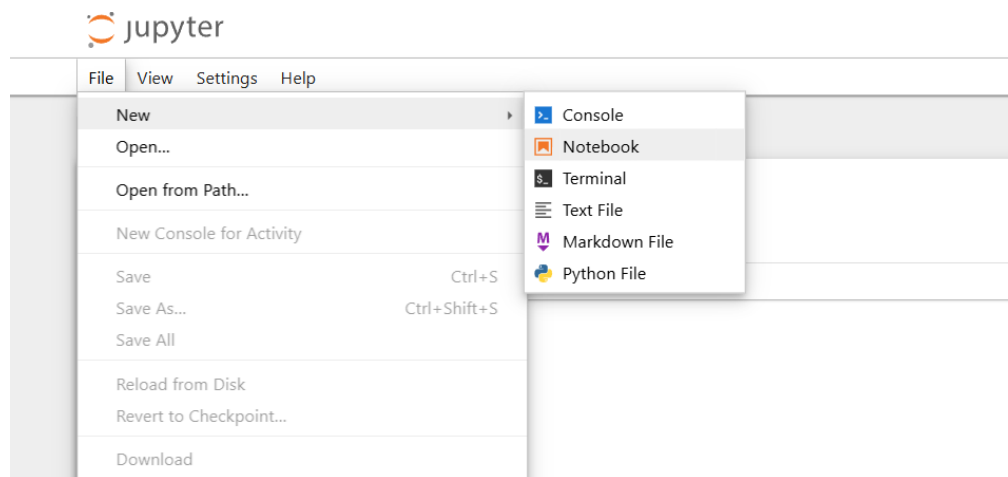 jupyter
File View Settings Help
New
Open...
Open from Path...
New Console for Activity
Save Ctrl+S
Save As... Ctrl+Shift+S
Save All
Reload from Disk
Revert to Checkpoint...
Download
Console
Notebook
$_ Terminal
Text File
M Markdown File
Python File